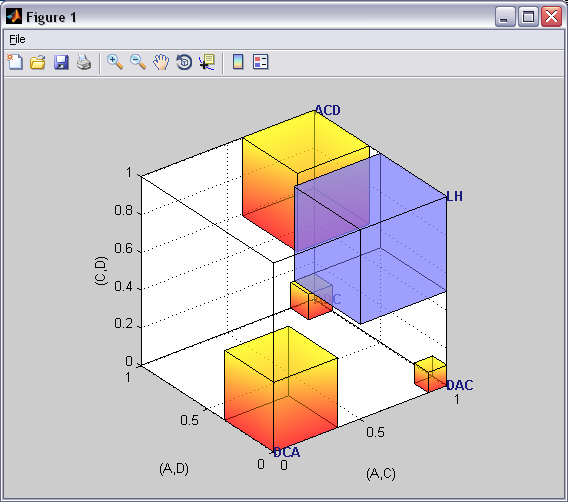 Figure 1
File
ACD
1
LH
0.8
0.6
(C,D)
0.4
0.2
0
1
DAC
1
0.5
0.5
DCA
0
0
(A,D)
(A,C)